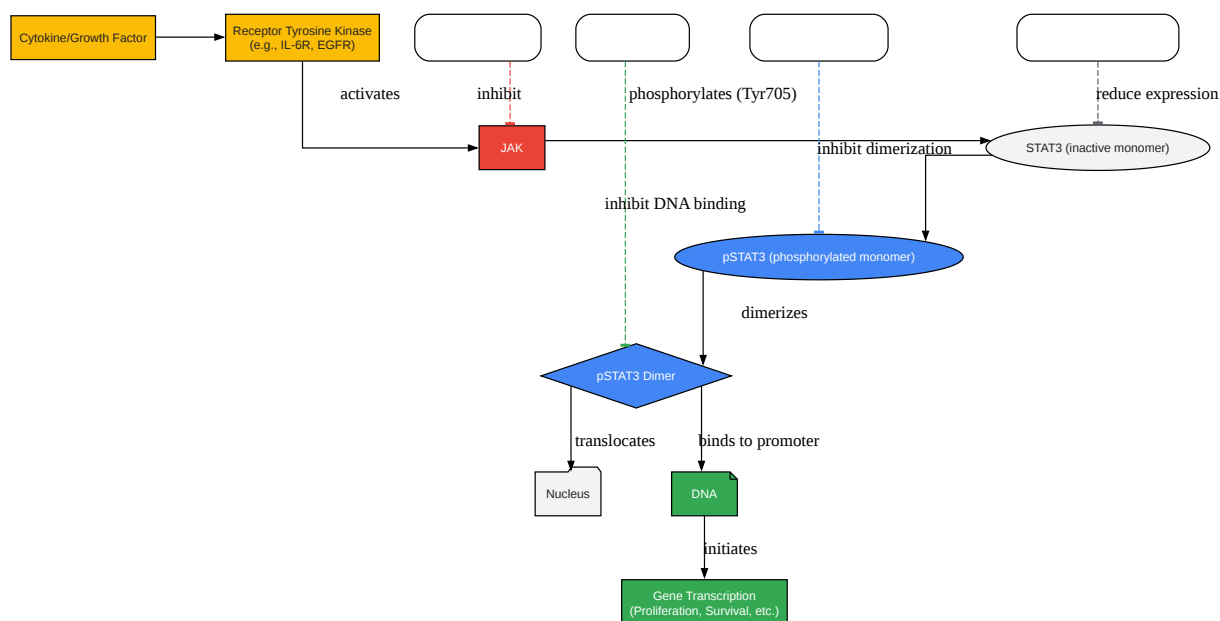 Cytokine/Growth Factor
Receptor Tyrosine Kinase
(e.g., IL-6R, EGFR)
activates
inhibit
phosphorylates (Tyr705)
reduce expression
JAK
inhibit dimerization
STAT3 (inactive monomer)
inhibit DNA binding
pSTAT3 (phosphorylated monomer)
dimerizes
pSTAT3 Dimer
translocates
binds to promoter
Nucleus
DNA
initiates
Gene Transcription
(Proliferation, Survival, etc.)